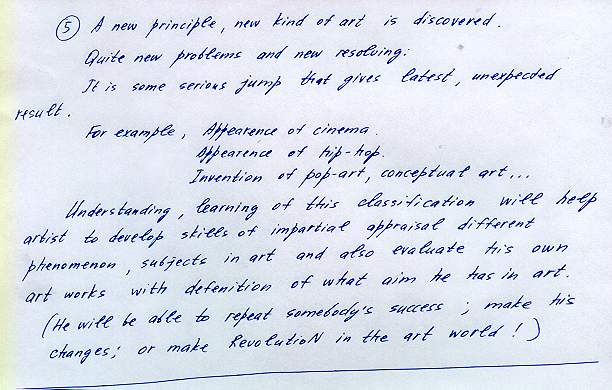 ⑤ A new principle, new kind of art is discovered.
Quite new problems and new resolving.
It is some serious jump that gives latest, unexpected
result.
For example, Appearence of cinema.
Appearence of hip-hop.
Invention of pop-art, conceptual art,...
Understanding, learning of this classification will help
artist to develop skills of impartial appraisal different
phenomenon, subjects in art and also evaluate his own
art works with defenition of what aim he has in art.
(He will be able to repeat somebody's success; make his
changes; or make RevolutioN in the art world!)